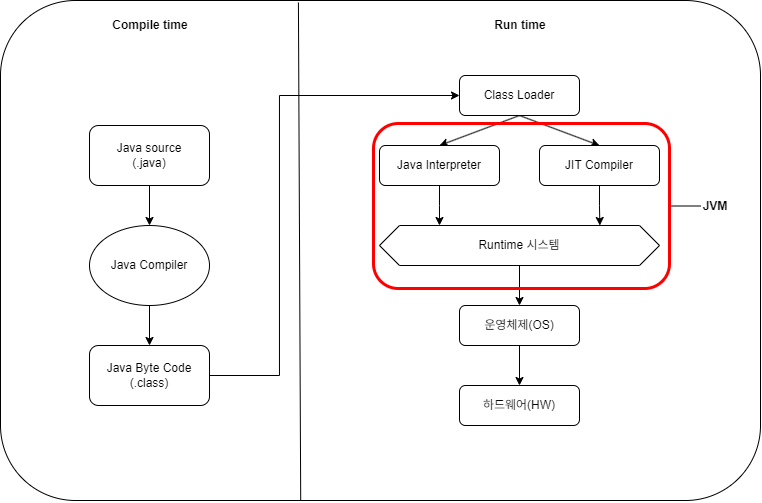 Compile time
Run time
Java source
(.java)
Java Compiler
Java Byte Code
(.class)
Class Loader
Java Interpreter
JIT Compiler
JVM
Runtime 시스템
운영체제(OS)
하드웨어(HW)